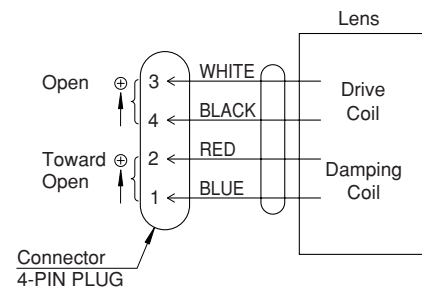 Lens
Open ⊕ 3 WHITE
Drive
Coil
4 BLACK
Toward
Open ⊕ 2 RED
Damping
Coil
1 BLUE
Connector
4-PIN PLUG